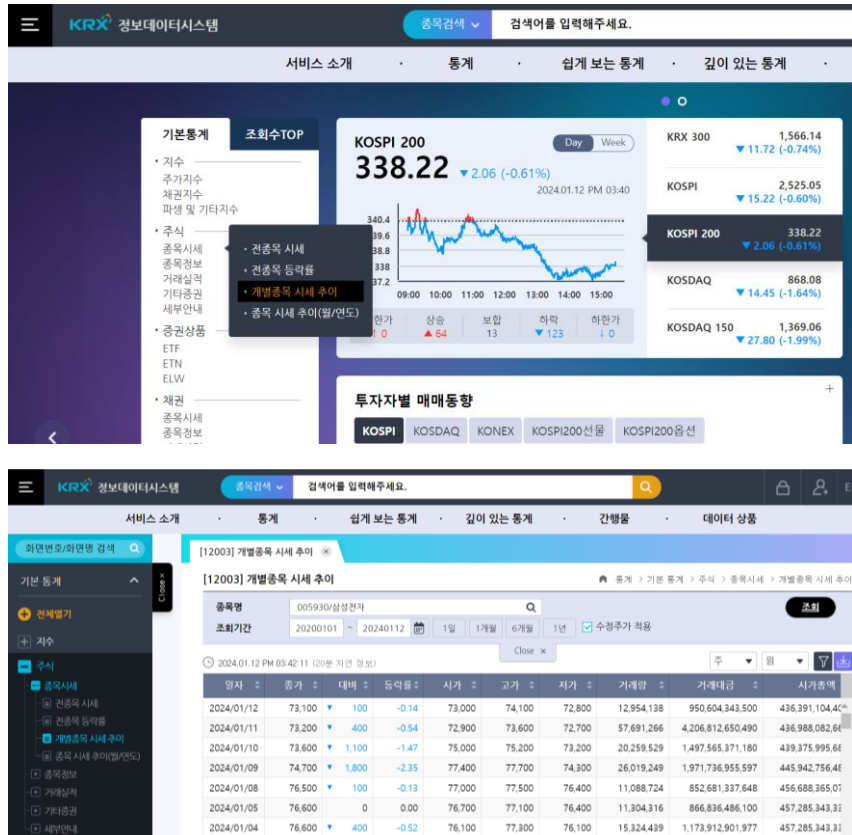 KRX 정보데이터시스템 종목검색 검색어를 입력해주세요.
서비스 소개 · 통계 · 쉽게 보는 통계 · 깊이 있는 통계 ·
기본통계 조회수TOP
• 지수
주가지수
채권지수
파생 및 기타지수
• 주식
종목시세
종목정보
거래실적
기타증권
세부안내
• 증권상품
ETF
ETN
ELW
• 채권
종목시세
종목정보
• 전종목 시세
• 전종목 등락률
• 개별종목 시세 추이
• 종목 시세 추이(월/연도)
KOSPI 200 Day Week
338.22 ▼2.06 (-0.61%)
2024.01.12 PM 03:40
340.4
39.6
38.8
338
37.2
09:00 10:00 11:00 12:00 13:00 14:00 15:00
한가 상승 보합 하락 하한가
↑ 0 ▲ 64 13 ▼ 123 ↓ 0
KRX 300 1,566.14
▼ 11.72 (-0.74%)
KOSPI 2,525.05
▼ 15.22 (-0.60%)
KOSPI 200 338.22
▼ 2.06 (-0.61%)
KOSDAQ 868.08
▼ 14.45 (-1.64%)
KOSDAQ 150 1,369.06
▼ 27.80 (-1.99%)
투자자별 매매동향 +
KOSPI KOSDAQ KONEX KOSPI200선물 KOSPI200옵션
KRX 정보데이터시스템 종목검색 검색어를 입력해주세요.
서비스 소개 · 통계 · 쉽게 보는 통계 · 깊이 있는 통계 · 간행물 · 데이터 상품
화면번호/화면명 검색
기본 통계
Close ×
전체열기
지수
주식
종목시세
전종목 시세
전종목 등락률
개별종목 시세 추이
종목 시세 추이(월/연도)
종목정보
거래실적
기타증권
세부안내
[12003] 개별종목 시세 추이
[12003] 개별종목 시세 추이 통계 > 기본 통계 > 주식 > 종목시세 > 개별종목 시세 추이
종목명 005930/삼성전자 조회
조회기간 20200101 ~ 20240112 1일 1개월 6개월 1년 수정주가 적용
Close ×
2024.01.12 PM 03:42:11 (20분 지연 정보) 주 ▼ 원 ▼
일자 종가 대비 등락률 시가 고가 저가 거래량 거래대금 시가총액
2024/01/12 73,100 ▼ 100 -0.14 73,000 74,100 72,800 12,954,138 950,604,343,500 436,391,104,40
2024/01/11 73,200 ▼ 400 -0.54 72,900 73,600 72,700 57,691,266 4,206,812,650,490 436,988,082,66
2024/01/10 73,600 ▼ 1,100 -1.47 75,000 75,200 73,200 20,259,529 1,497,565,371,180 439,375,995,68
2024/01/09 74,700 ▼ 1,800 -2.35 77,400 77,700 74,300 26,019,249 1,971,736,955,597 445,942,756,48
2024/01/08 76,500 ▼ 100 -0.13 77,000 77,500 76,400 11,088,724 852,681,337,648 456,688,365,07
2024/01/05 76,600 0 0.00 76,700 77,100 76,400 11,304,316 866,836,486,100 457,285,343,33
2024/01/04 76,600 ▼ 400 -0.52 76,100 77,300 76,100 15,324,439 1,173,912,901,977 457,285,343,33